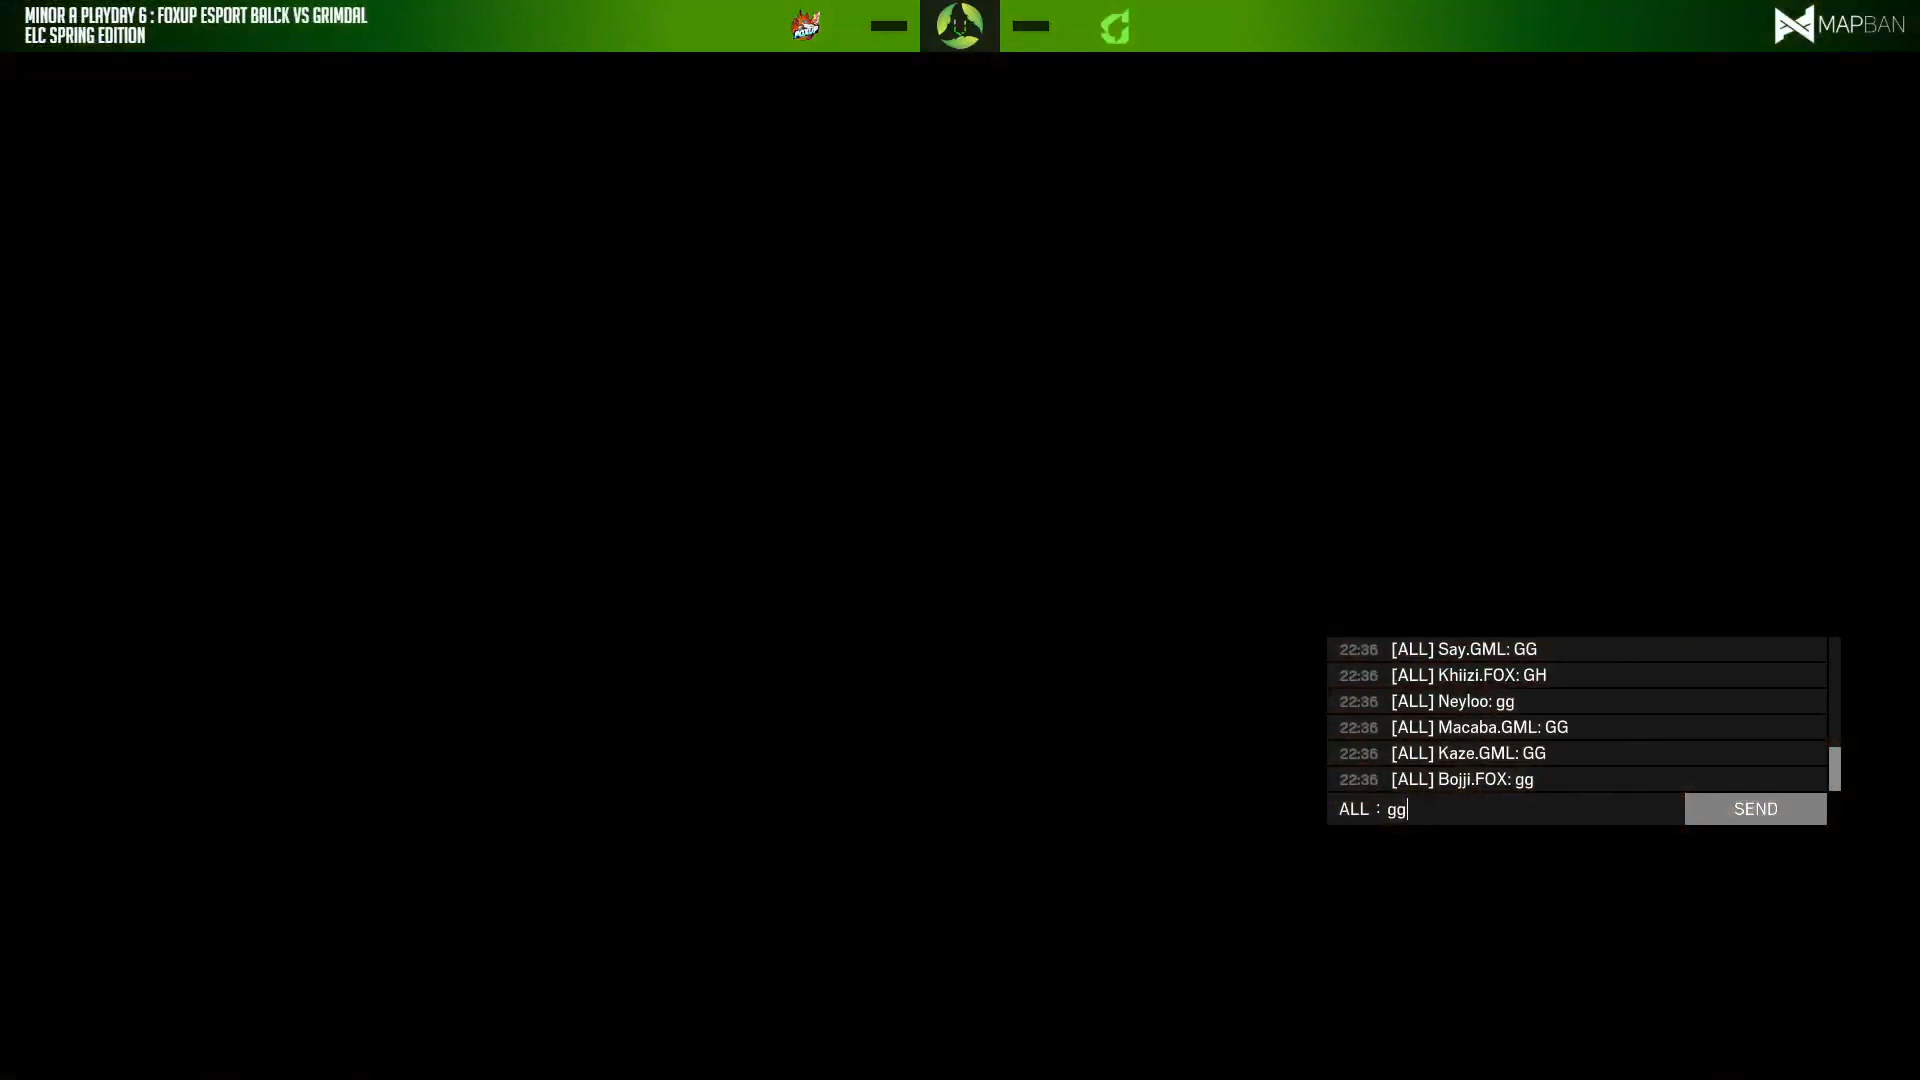 MINOR A PLAYDAY 6 : FOXUP ESPORT BALCK VS GRIMDAL
ELC SPRING EDITION
FOXUP
MAPBAN
22:36 [ALL] Say.GML: GG
22:36 [ALL] Khiizi.FOX: GH
22:36 [ALL] Neyloo: gg
22:36 [ALL] Macaba.GML: GG
22:36 [ALL] Kaze.GML: GG
22:36 [ALL] Bojji.FOX: gg
ALL : gg
SEND